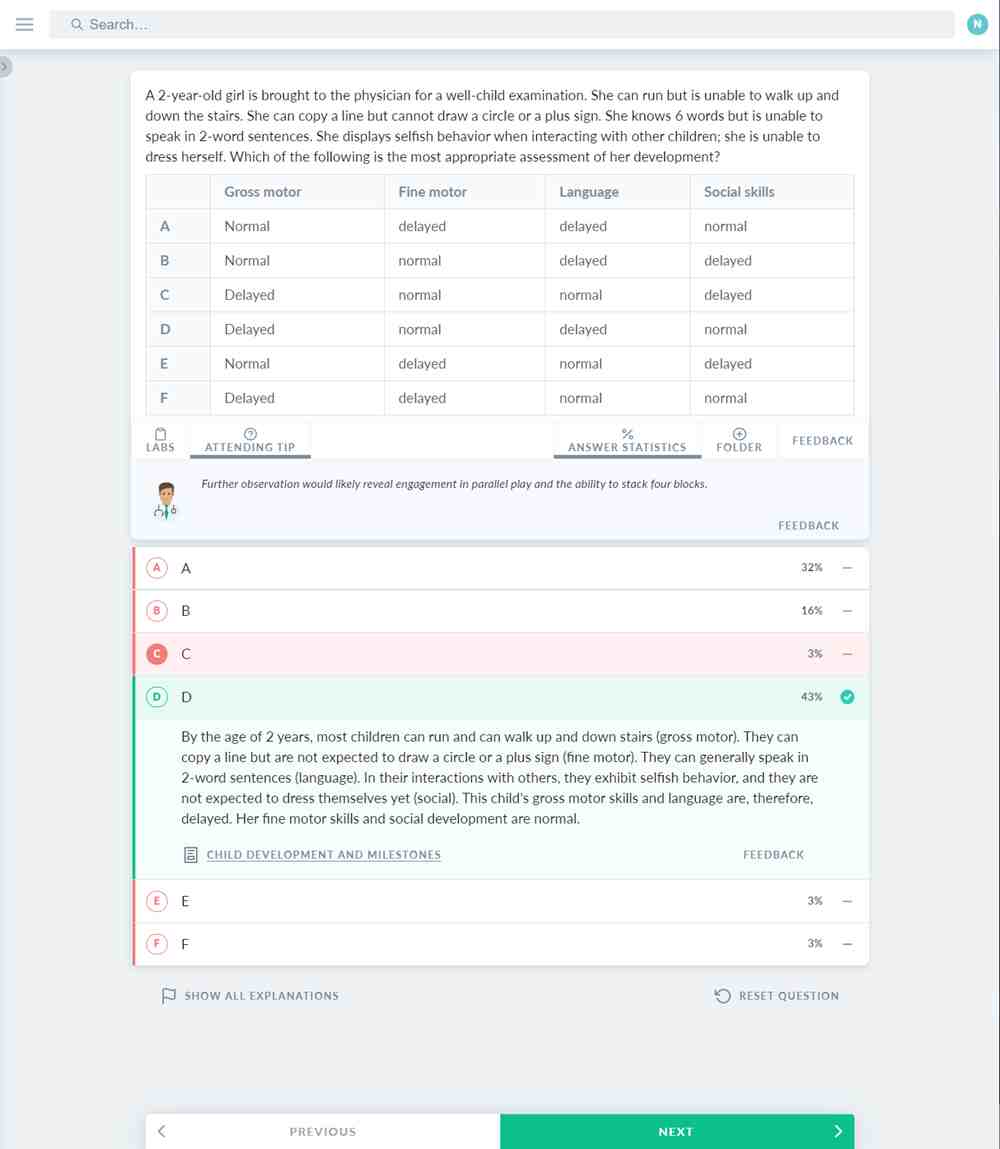 Search...
N
A 2-year-old girl is brought to the physician for a well-child examination. She can run but is unable to walk up and
down the stairs. She can copy a line but cannot draw a circle or a plus sign. She knows 6 words but is unable to
speak in 2-word sentences. She displays selfish behavior when interacting with other children; she is unable to
dress herself. Which of the following is the most appropriate assessment of her development?
Gross motor Fine motor Language Social skills
A Normal delayed delayed normal
B Normal normal delayed delayed
C Delayed normal normal delayed
D Delayed normal delayed normal
E Normal delayed normal delayed
F Delayed delayed normal normal
LABS ATTENDING TIP ANSWER STATISTICS FOLDER FEEDBACK
Further observation would likely reveal engagement in parallel play and the ability to stack four blocks.
FEEDBACK
A A 32%
B B 16%
C C 3%
D D 43%
By the age of 2 years, most children can run and can walk up and down stairs (gross motor). They can
copy a line but are not expected to draw a circle or a plus sign (fine motor). They can generally speak in
2-word sentences (language). In their interactions with others, they exhibit selfish behavior, and they are
not expected to dress themselves yet (social). This child's gross motor skills and language are, therefore,
delayed. Her fine motor skills and social development are normal.
CHILD DEVELOPMENT AND MILESTONES FEEDBACK
E E 3%
F F 3%
SHOW ALL EXPLANATIONS RESET QUESTION
PREVIOUS NEXT